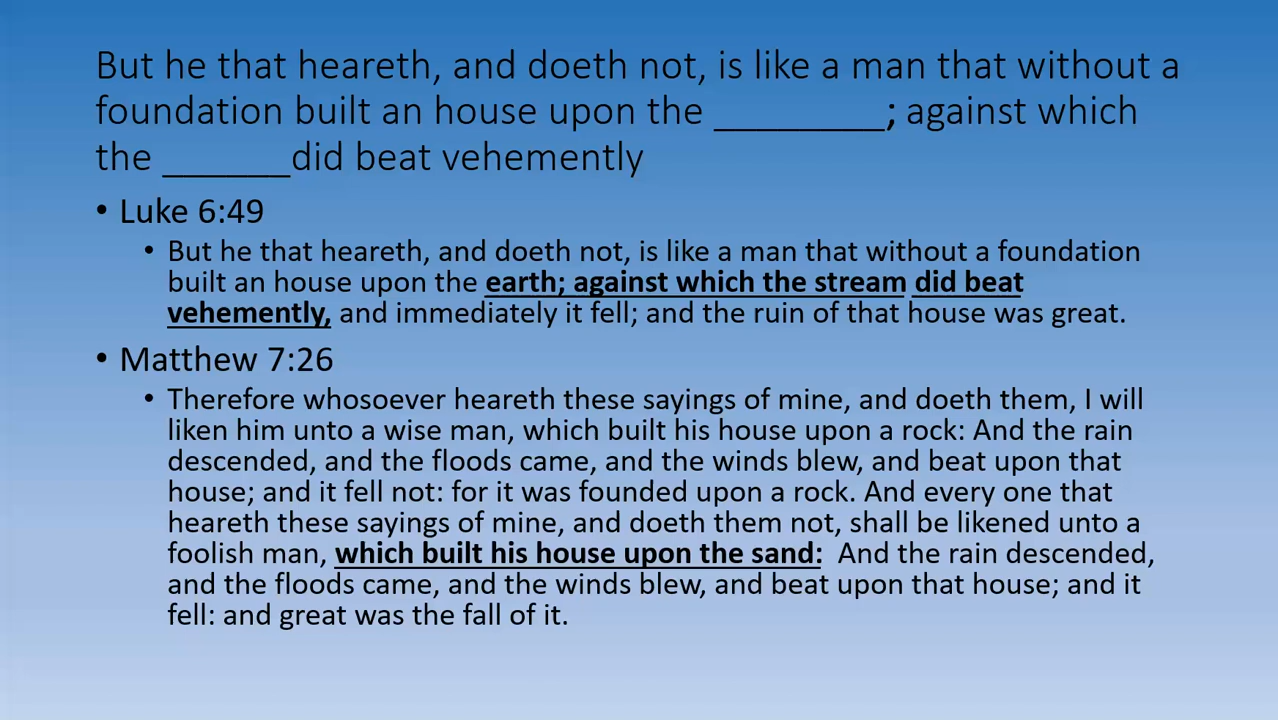 But he that heareth, and doeth not, is like a man that without a
foundation built an house upon the ________; against which
the ______did beat vehemently
• Luke 6:49
• But he that heareth, and doeth not, is like a man that without a foundation
built an house upon the earth; against which the stream did beat
vehemently, and immediately it fell; and the ruin of that house was great.
• Matthew 7:26
• Therefore whosoever heareth these sayings of mine, and doeth them, I will
liken him unto a wise man, which built his house upon a rock: And the rain
descended, and the floods came, and the winds blew, and beat upon that
house; and it fell not: for it was founded upon a rock. And every one that
heareth these sayings of mine, and doeth them not, shall be likened unto a
foolish man, which built his house upon the sand: And the rain descended,
and the floods came, and the winds blew, and beat upon that house; and it
fell: and great was the fall of it.